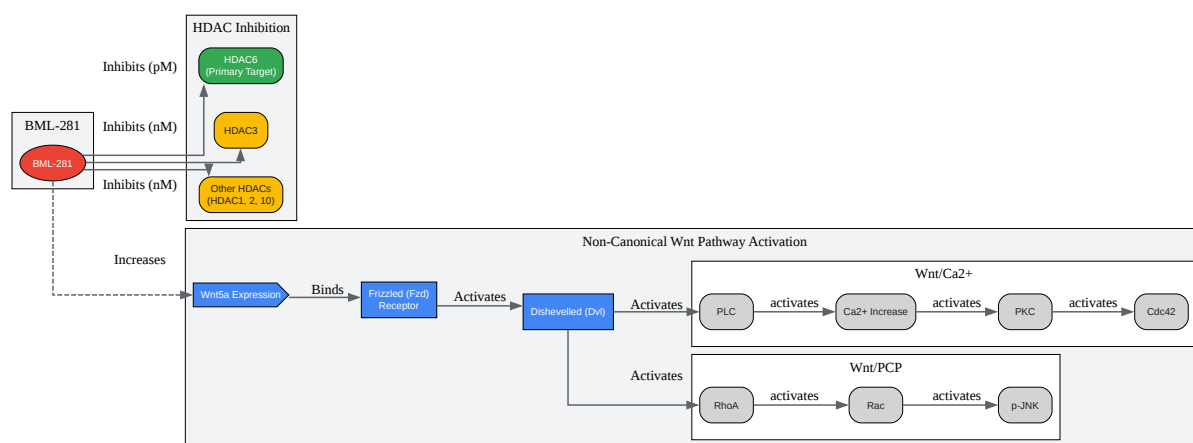 HDAC Inhibition
HDAC6
(Primary Target)
Inhibits (pM)
BML-281
Inhibits (nM)
HDAC3
BML-281
Inhibits (nM)
Other HDACs
(HDAC1, 2, 10)
Non-Canonical Wnt Pathway Activation
Increases
Wnt5a Expression
Binds
Frizzled (Fzd)
Receptor
Activates
Dishevelled (Dvl)
Activates
Wnt/Ca2+
PLC
activates
Ca2+ Increase
activates
PKC
activates
Cdc42
Activates
Wnt/PCP
RhoA
activates
Rac
activates
p-JNK